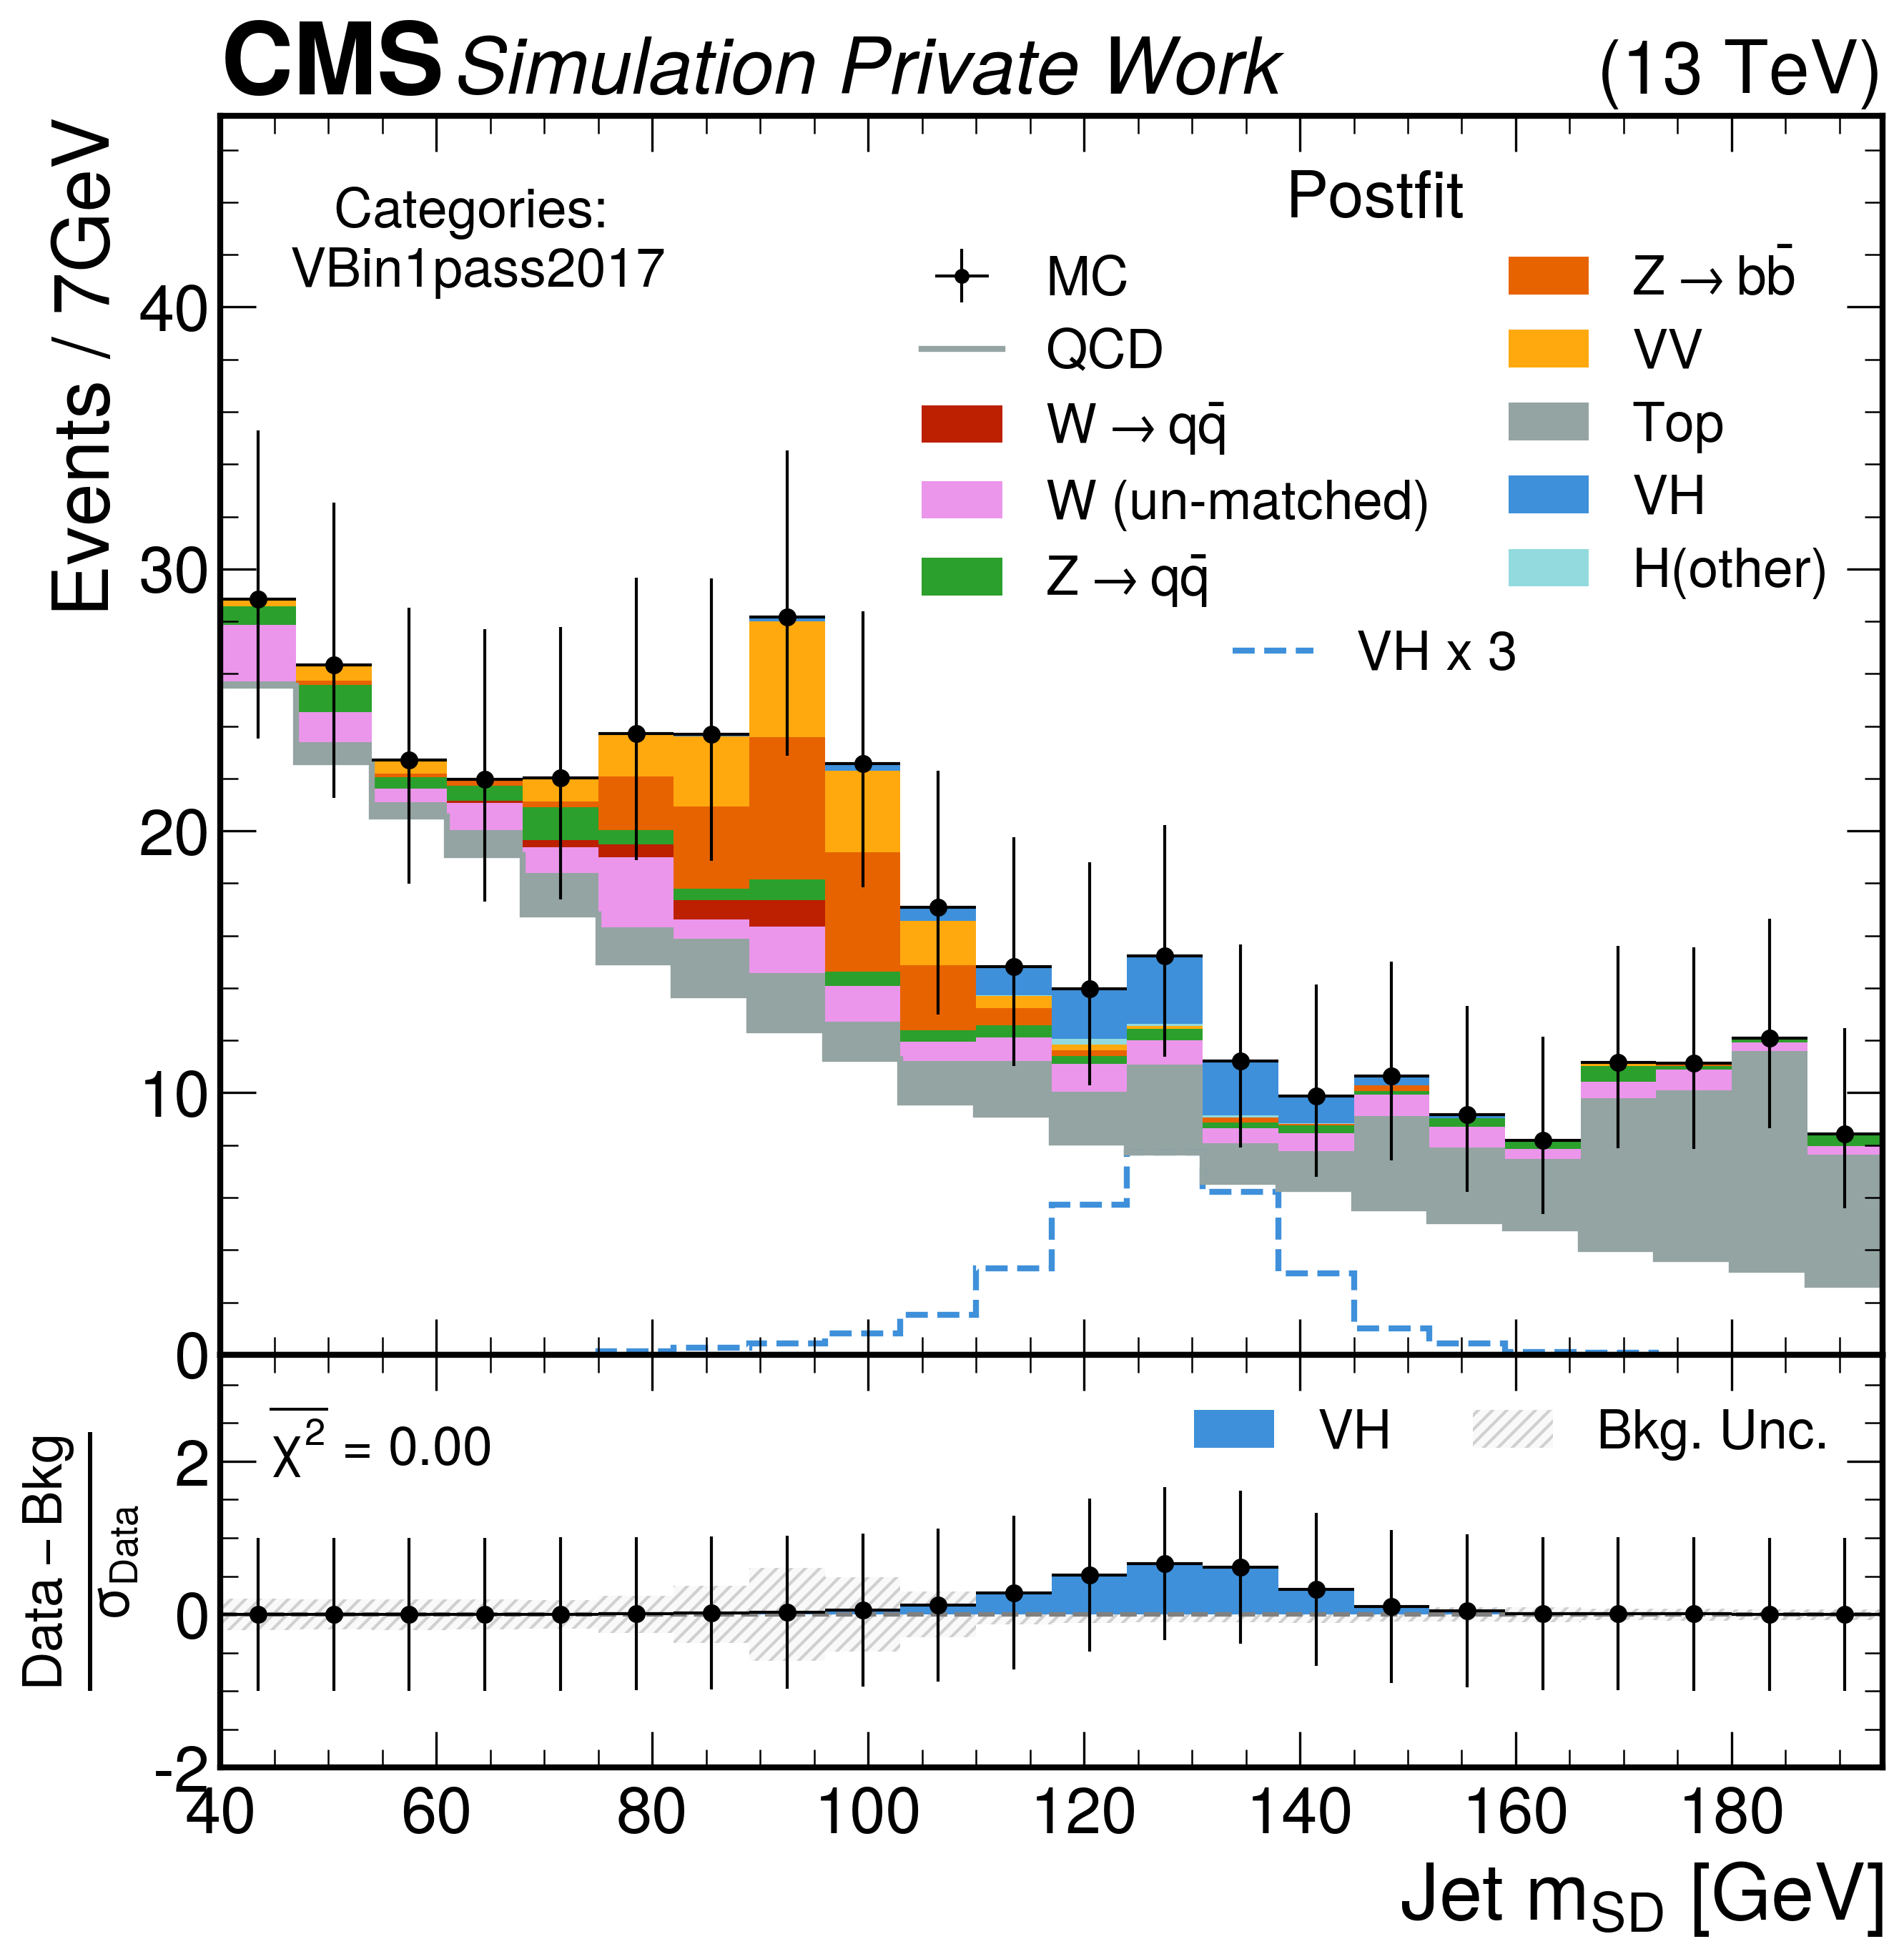 CMS Simulation Private Work (13 TeV)
Events / 7GeV
Categories:
VBin1pass2017
Postfit
MC
QCD
W → qq̄
W (un-matched)
Z → qq̄
Z → bb̄
VV
Top
VH
H(other)
VH x 3
40
30
20
10
0
Data − Bkg
σData
χ² = 0.00
VH
Bkg. Unc.
2
0
-2
40 60 80 100 120 140 160 180
Jet mSD [GeV]